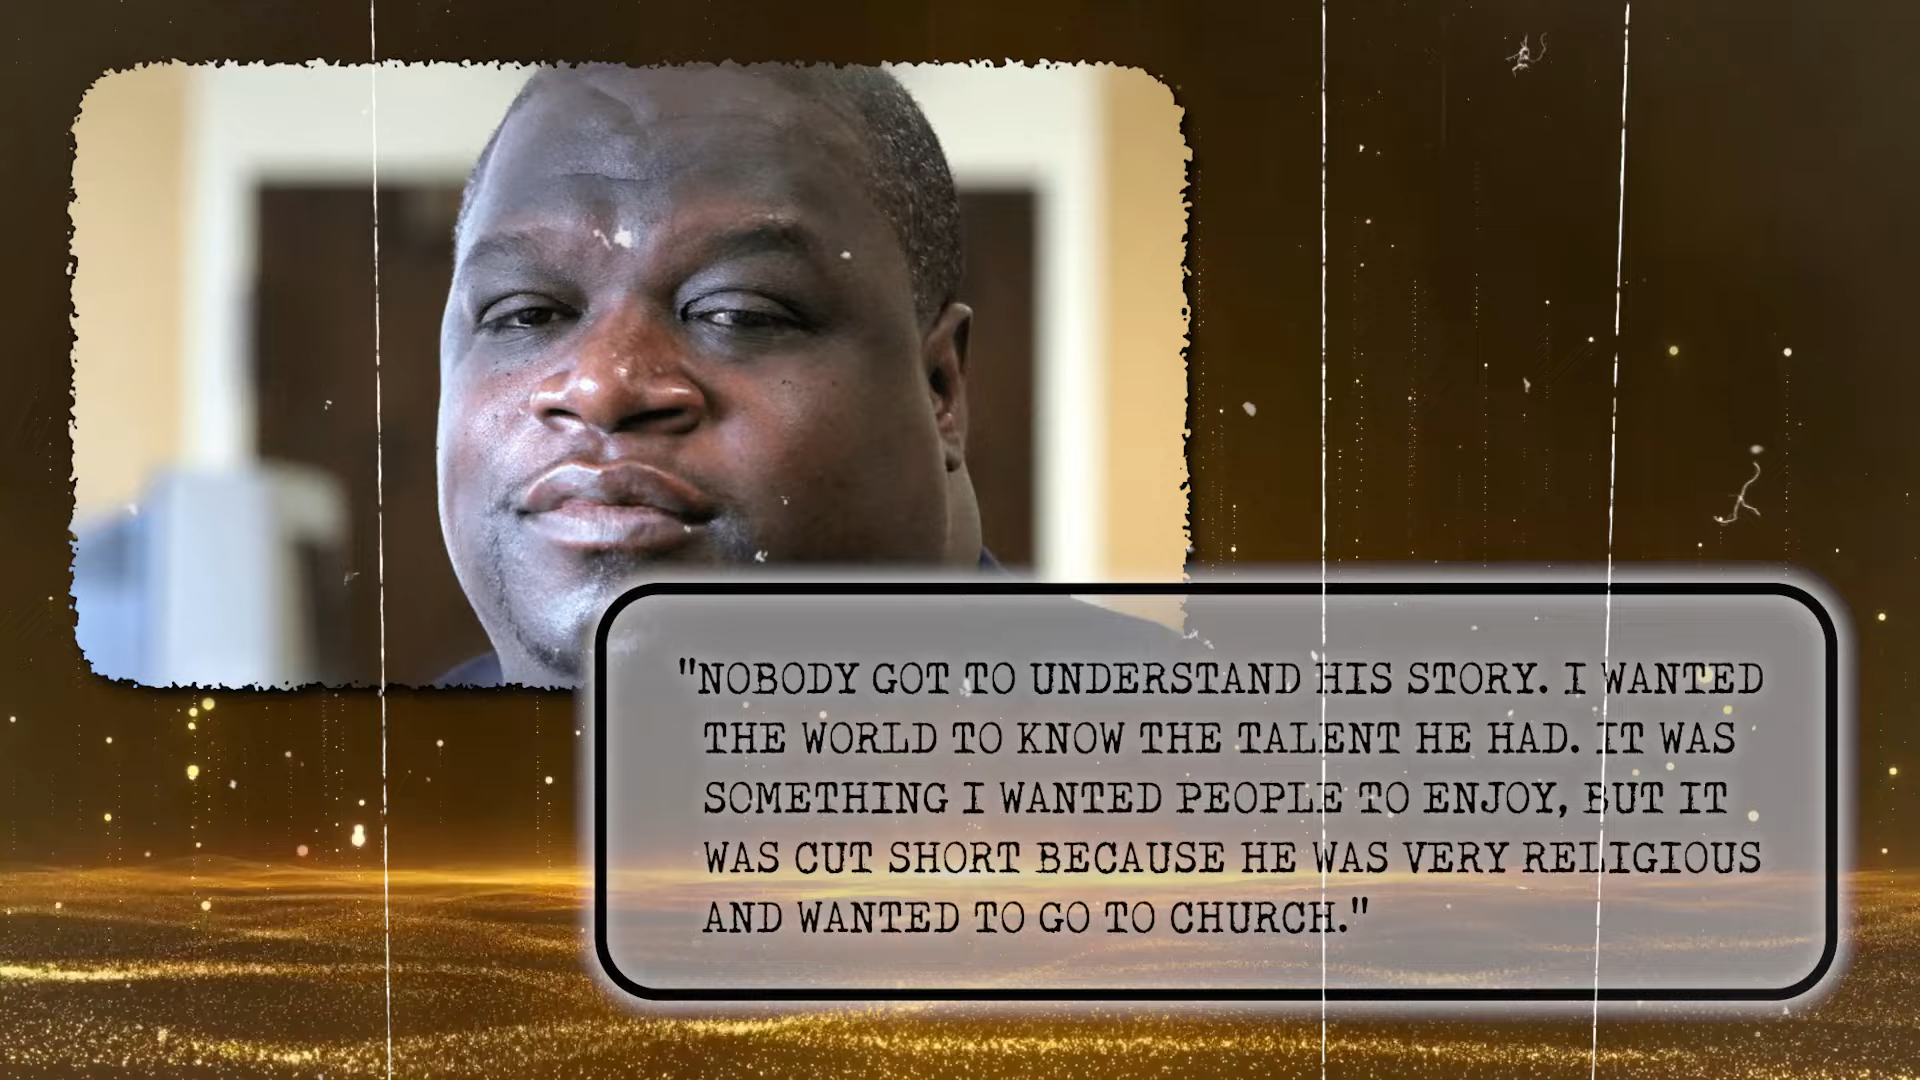 "NOBODY GOT TO UNDERSTAND HIS STORY. I WANTED
THE WORLD TO KNOW THE TALENT HE HAD. IT WAS
SOMETHING I WANTED PEOPLE TO ENJOY, BUT IT
WAS CUT SHORT BECAUSE HE WAS VERY RELIGIOUS
AND WANTED TO GO TO CHURCH."